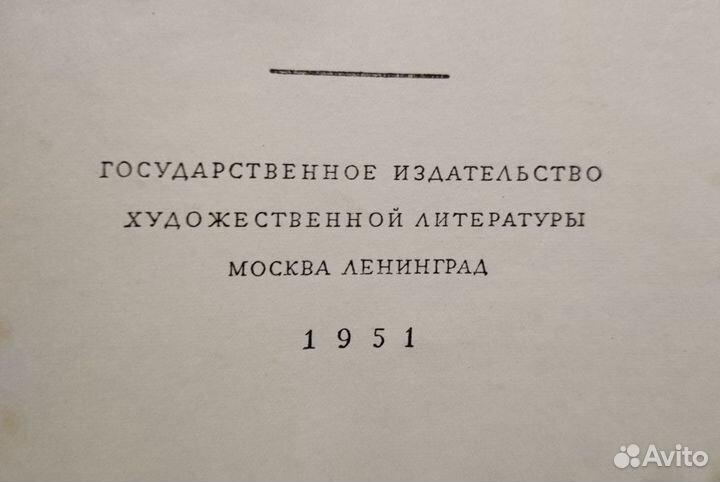 ГОСУДАРСТВЕННОЕ ИЗДАТЕЛЬСТВО
ХУДОЖЕСТВЕННОЙ ЛИТЕРАТУРЫ
МОСКВА ЛЕНИНГРАД
1951
Avito